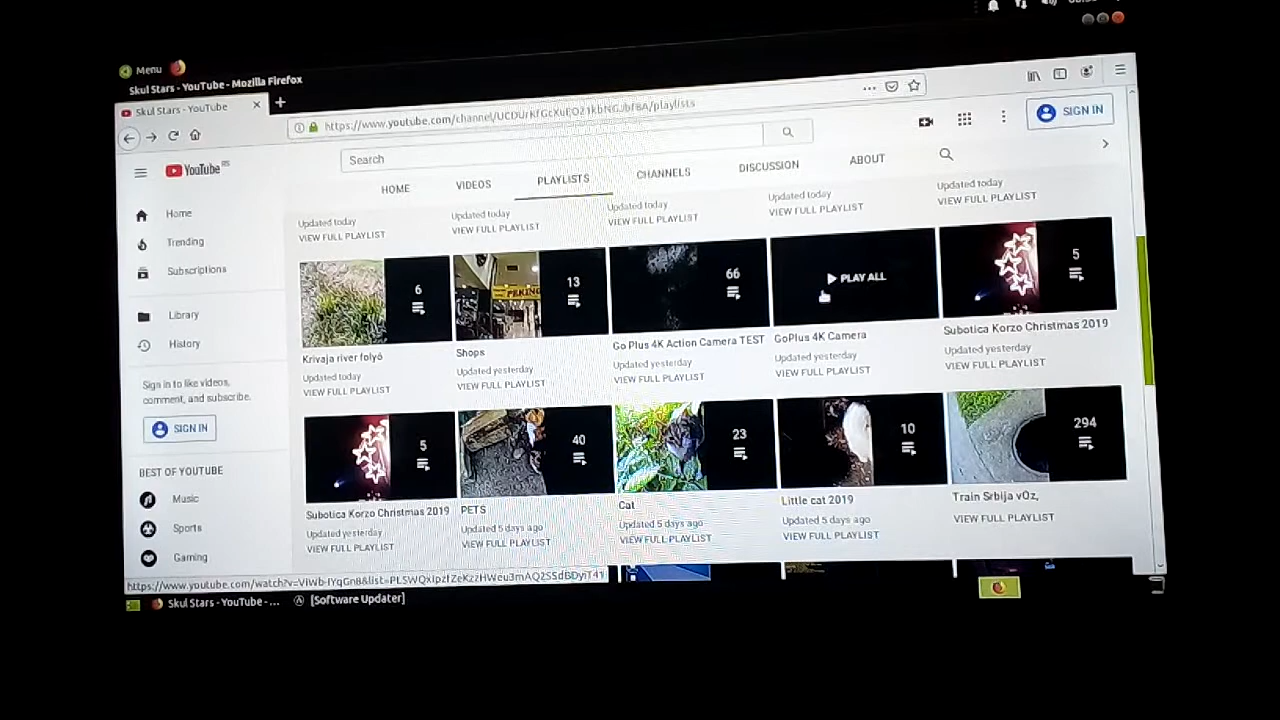 Menu
Skul Stars - YouTube - Mozilla Firefox
Skul Stars - YouTube
/playlists
YouTube RS
Search
SIGN IN
HOME VIDEOS PLAYLISTS CHANNELS DISCUSSION ABOUT
Home
Trending
Subscriptions
Library
History
Sign in to like videos,
comment, and subscribe.
SIGN IN
BEST OF YOUTUBE
Music
Sports
Gaming
Updated today
VIEW FULL PLAYLIST
Updated today
VIEW FULL PLAYLIST
Updated today
VIEW FULL PLAYLIST
Updated today
VIEW FULL PLAYLIST
Updated today
VIEW FULL PLAYLIST
6
Krivaja river folyó
Updated today
VIEW FULL PLAYLIST
PEKING
13
Shops
Updated yesterday
VIEW FULL PLAYLIST
66
Go Plus 4K Action Camera TEST
Updated yesterday
VIEW FULL PLAYLIST
PLAY ALL
GoPlus 4K Camera
Updated yesterday
VIEW FULL PLAYLIST
5
Subotica Korzo Christmas 2019
Updated yesterday
VIEW FULL PLAYLIST
5
Subotica Korzo Christmas 2019
Updated yesterday
VIEW FULL PLAYLIST
40
PETS
Updated 5 days ago
VIEW FULL PLAYLIST
23
Cat
Updated 5 days ago
VIEW FULL PLAYLIST
10
Little cat 2019
Updated 5 days ago
VIEW FULL PLAYLIST
294
Train Srbija vOz,
VIEW FULL PLAYLIST
Skul Stars - YouTube - ...
[Software Updater]